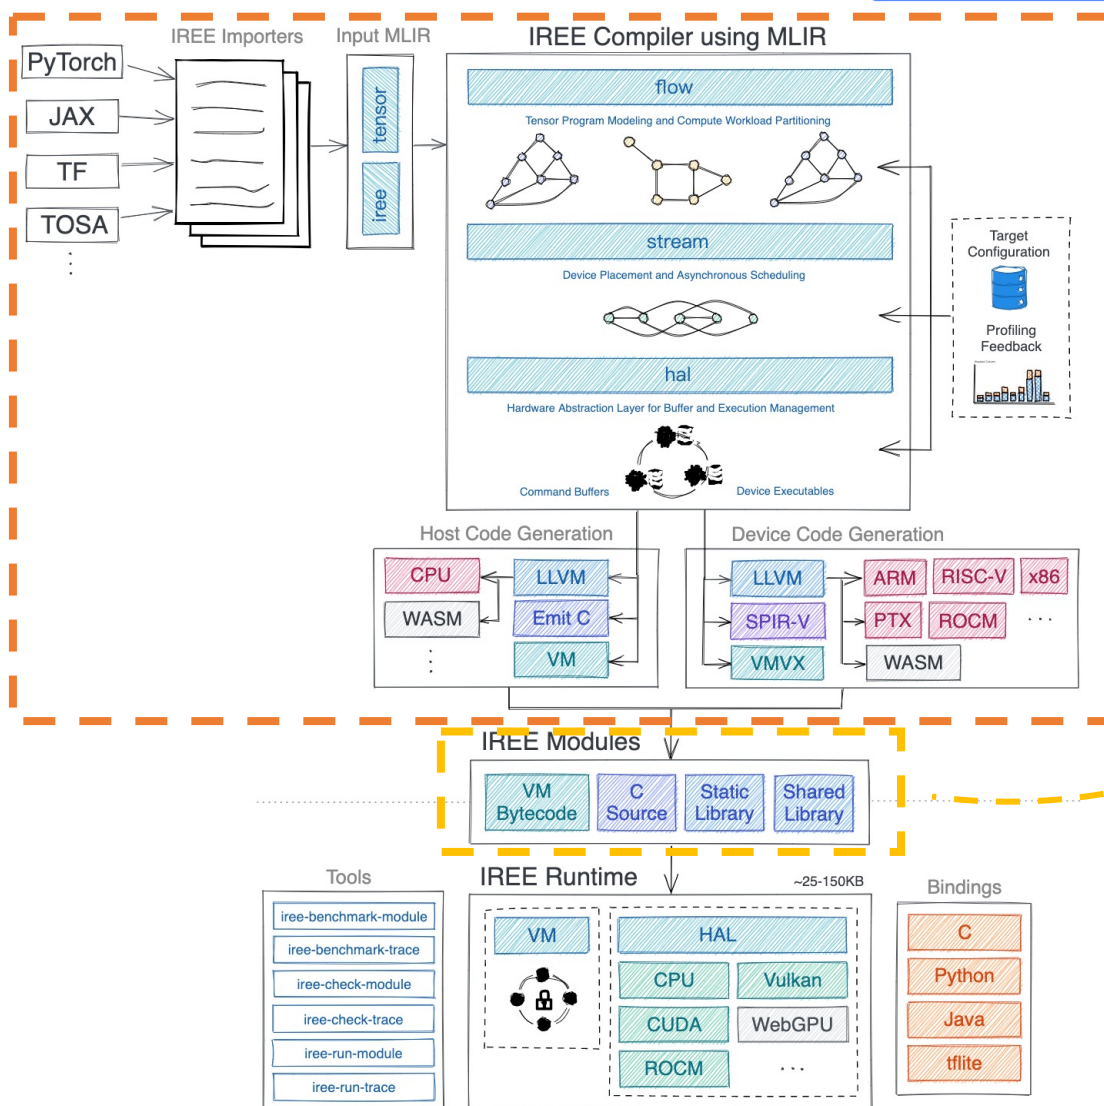 IREE Importers
Input MLIR
IREE Compiler using MLIR
PyTorch
JAX
TF
TOSA
tensor
iree
flow
Tensor Program Modeling and Compute Workload Partitioning
stream
Device Placement and Asynchronous Scheduling
hal
Hardware Abstraction Layer for Buffer and Execution Management
Command Buffers
Device Executables
Target
Configuration
Profiling
Feedback
Host Code Generation
CPU
LLVM
WASM
Emit C
VM
Device Code Generation
LLVM
ARM
RISC-V
x86
SPIR-V
PTX
ROCM
...
VMVX
WASM
IREE Modules
VM
Bytecode
C
Source
Static
Library
Shared
Library
Tools
iree-benchmark-module
iree-benchmark-trace
iree-check-module
iree-check-trace
iree-run-module
iree-run-trace
IREE Runtime
~25-150KB
VM
HAL
CPU
Vulkan
CUDA
WebGPU
ROCM
...
Bindings
C
Python
Java
tflite